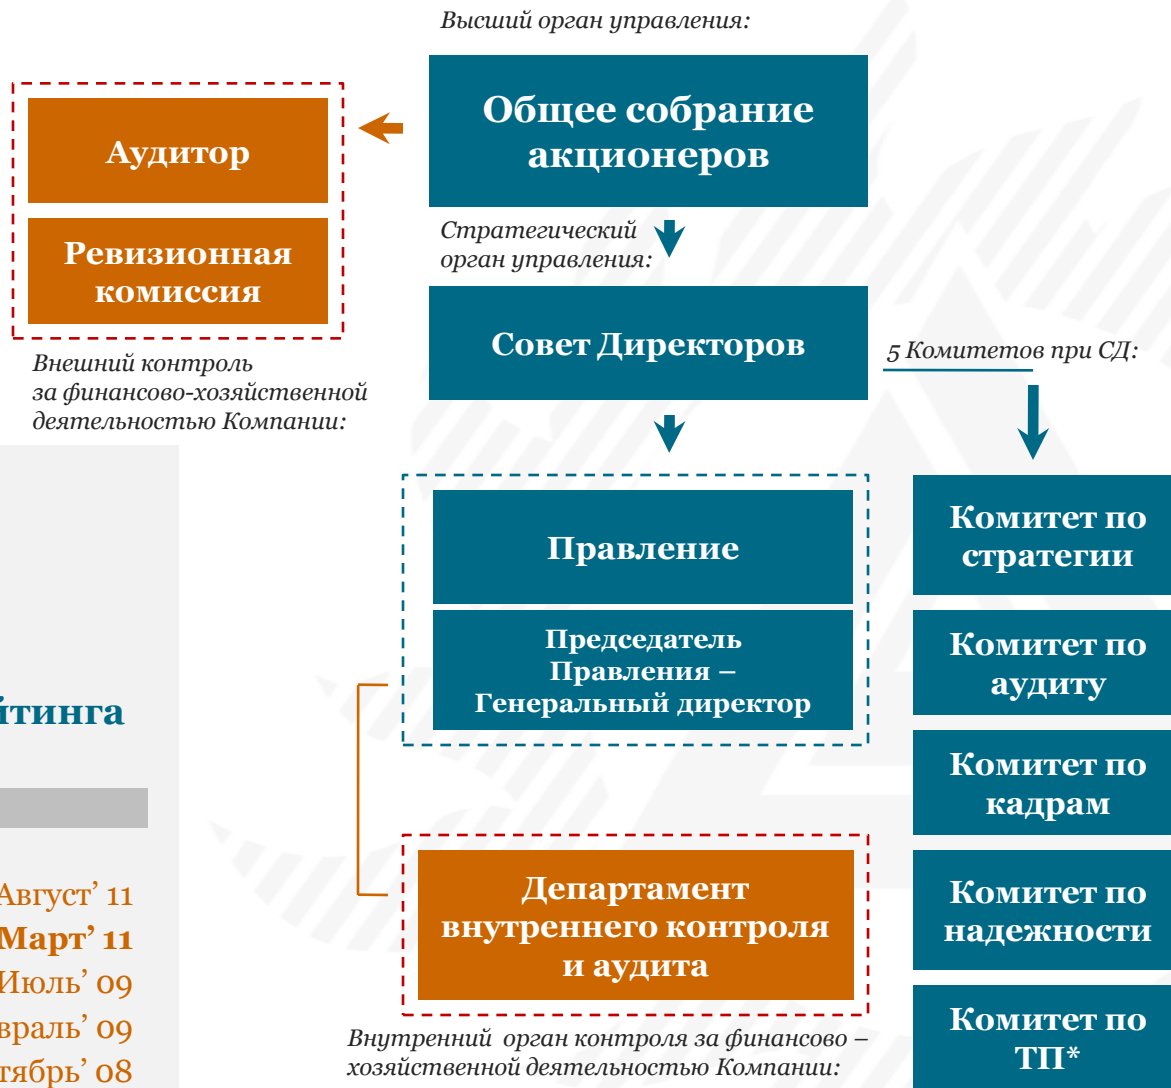 Высший орган управления:
Общее собрание
акционеров
Аудитор
Ревизионная
комиссия
Внешний контроль
за финансово-хозяйственной
деятельностью Компании:
Стратегический
орган управления:
Совет Директоров
5 Комитетов при СД:
Правление
Председатель
Правления –
Генеральный директор
Комитет по
стратегии
Комитет по
аудиту
Комитет по
кадрам
Комитет по
надежности
Комитет по
ТП*
Департамент
внутреннего контроля
и аудита
Внутренний орган контроля за финансово –
хозяйственной деятельностью Компании:
йтинга
Август’ 11
Март’ 11
Июль’ 09
враль’ 09
тябрь’ 08